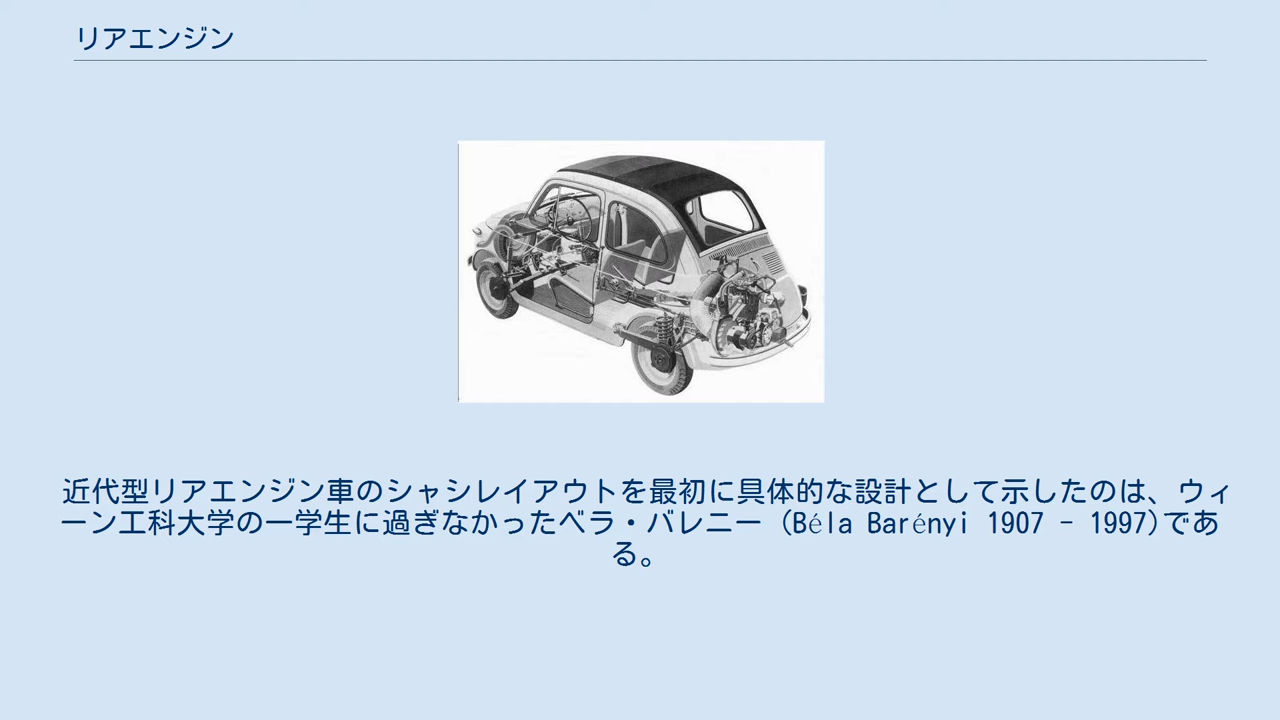 リアエンジン
近代型リアエンジン車のシャシレイアウトを最初に具体的な設計として示したのは、ウィ
ーン工科大学の一学生に過ぎなかったベラ・バレニー (Béla Barényi 1907 - 1997)であ
る。